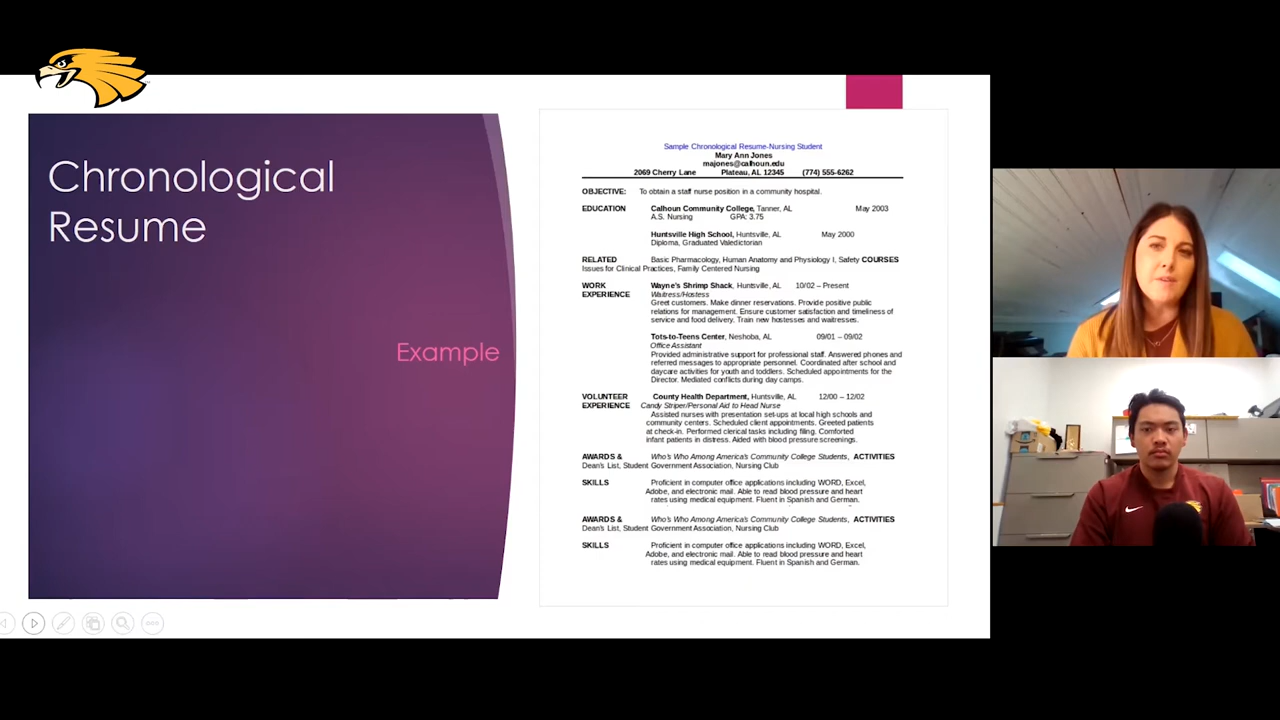 Chronological
Resume
Example
Sample Chronological Resume-Nursing Student
Mary Ann Jones
majones@calhoun.edu
2069 Cherry Lane Plateau, AL 12345 (774) 555-6262
OBJECTIVE: To obtain a staff nurse position in a community hospital.
EDUCATION Calhoun Community College, Tanner, AL May 2003
A.S. Nursing GPA: 3.75
Huntsville High School, Huntsville, AL May 2000
Diploma, Graduated Valedictorian
RELATED Basic Pharmacology, Human Anatomy and Physiology I, Safety COURSES
Issues for Clinical Practices, Family Centered Nursing
WORK Wayne's Shrimp Shack, Huntsville, AL 10/02 – Present
EXPERIENCE Waitress/Hostess
Greet customers. Make dinner reservations. Provide positive public
relations for management. Ensure customer satisfaction and timeliness of
service and food delivery. Train new hostesses and waitresses.
Tots-to-Teens Center, Neshoba, AL 09/01 – 09/02
Office Assistant
Provided administrative support for professional staff. Answered phones and
referred messages to appropriate personnel. Coordinated after school and
daycare activities for youth and toddlers. Scheduled appointments for the
Director. Mediated conflicts during day camps.
VOLUNTEER County Health Department, Huntsville, AL 12/00 – 12/02
EXPERIENCE Candy Striper/Personal Aid to Head Nurse
Assisted nurses with presentation set-ups at local high schools and
community centers. Scheduled client appointments. Greeted patients
at check-in. Performed clerical tasks including filing. Comforted
infant patients in distress. Aided with blood pressure screenings.
AWARDS & Who's Who Among America's Community College Students, ACTIVITIES
Dean's List, Student Government Association, Nursing Club
SKILLS Proficient in computer office applications including WORD, Excel,
Adobe, and electronic mail. Able to read blood pressure and heart
rates using medical equipment. Fluent in Spanish and German.
AWARDS & Who's Who Among America's Community College Students, ACTIVITIES
Dean's List, Student Government Association, Nursing Club
SKILLS Proficient in computer office applications including WORD, Excel,
Adobe, and electronic mail. Able to read blood pressure and heart
rates using medical equipment. Fluent in Spanish and German.